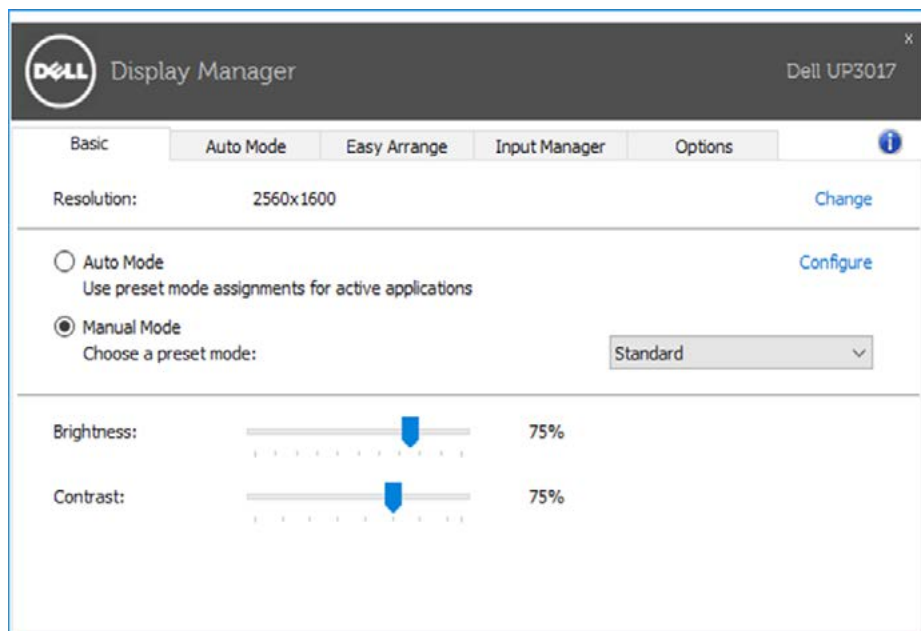 x
DELL Display Manager Dell UP3017
Basic Auto Mode Easy Arrange Input Manager Options i
Resolution: 2560x1600 Change
Auto Mode Configure
Use preset mode assignments for active applications
Manual Mode
Choose a preset mode: Standard
Brightness: 75%
Contrast: 75%